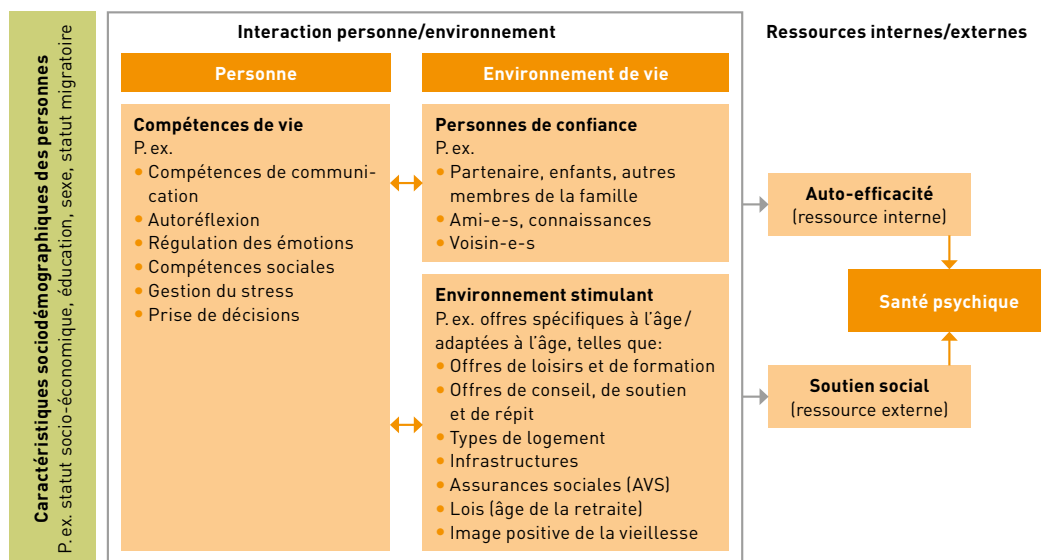 Caractéristiques sociodémographiques des personnes
P. ex. statut socio-économique, éducation, sexe, statut migratoire
Interaction personne/environnement
Personne
Compétences de vie
P. ex.
• Compétences de communi-
cation
• Autoréflexion
• Régulation des émotions
• Compétences sociales
• Gestion du stress
• Prise de décisions
Environnement de vie
Personnes de confiance
P. ex.
• Partenaire, enfants, autres
membres de la famille
• Ami-e-s, connaissances
• Voisin-e-s
Environnement stimulant
P. ex. offres spécifiques à l’âge/
adaptées à l’âge, telles que:
• Offres de loisirs et de formation
• Offres de conseil, de soutien
et de répit
• Types de logement
• Infrastructures
• Assurances sociales (AVS)
• Lois (âge de la retraite)
• Image positive de la vieillesse
Ressources internes/externes
Auto-efficacité
(ressource interne)
Santé psychique
Soutien social
(ressource externe)